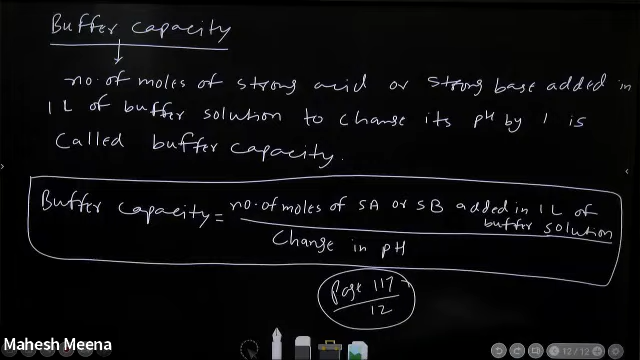 Buffer capacity
no. of moles of strong acid or strong base added in
1 L of buffer solution to change its pH by 1 is
called buffer capacity.
Buffer capacity = no. of moles of SA or SB added in 1 L of
buffer solution
Change in pH
Page 117
12
Mahesh Meena
12 / 12